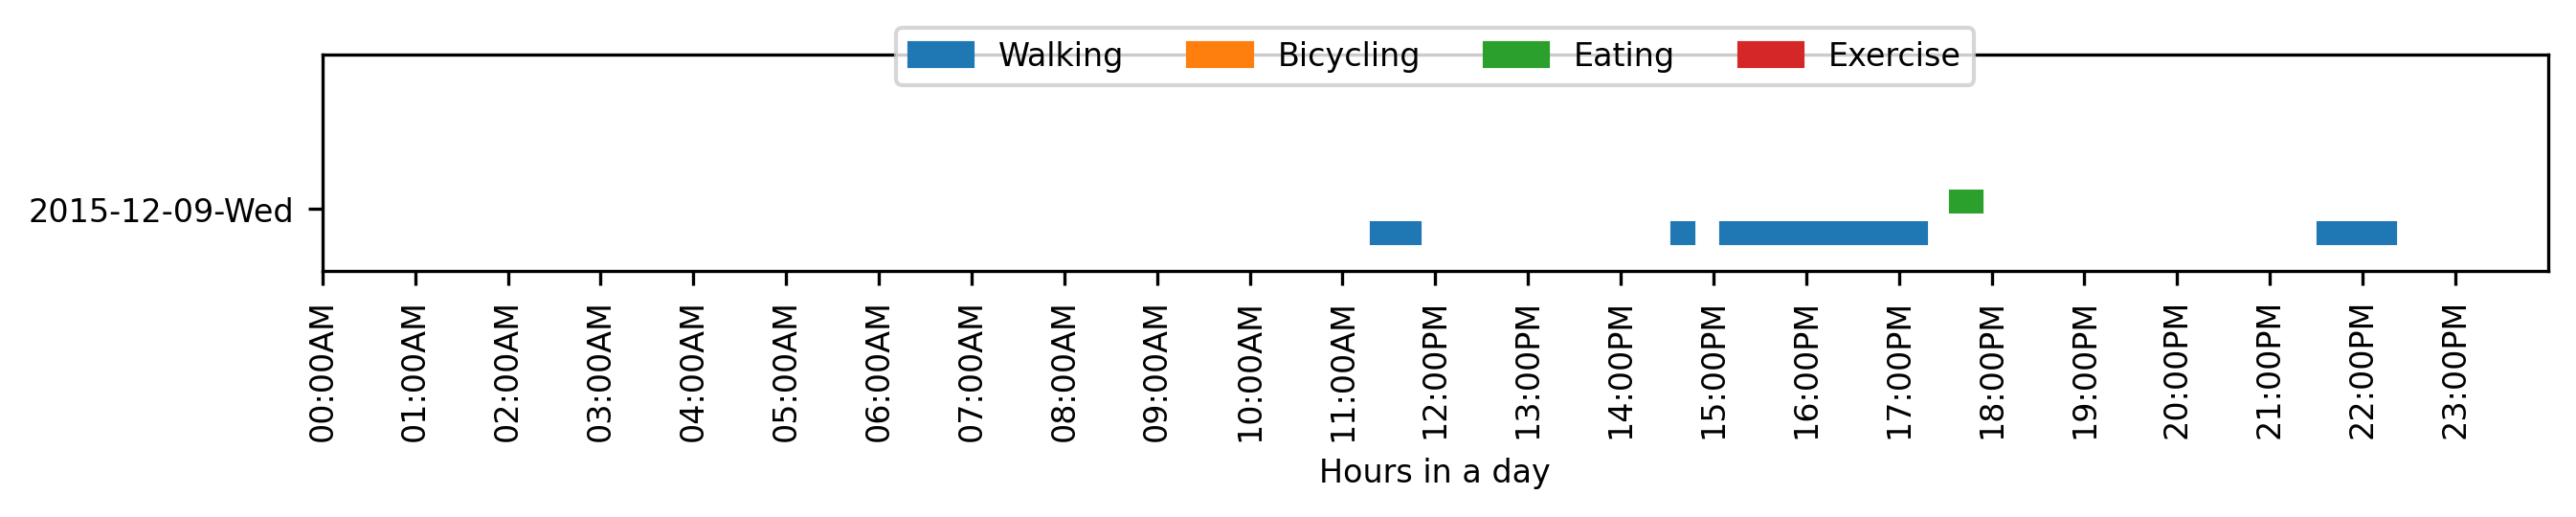 Walking Bicycling Eating Exercise
2015-12-09-Wed
00:00AM 01:00AM 02:00AM 03:00AM 04:00AM 05:00AM 06:00AM 07:00AM 08:00AM 09:00AM 10:00AM 11:00AM 12:00PM 13:00PM 14:00PM 15:00PM 16:00PM 17:00PM 18:00PM 19:00PM 20:00PM 21:00PM 22:00PM 23:00PM
Hours in a day